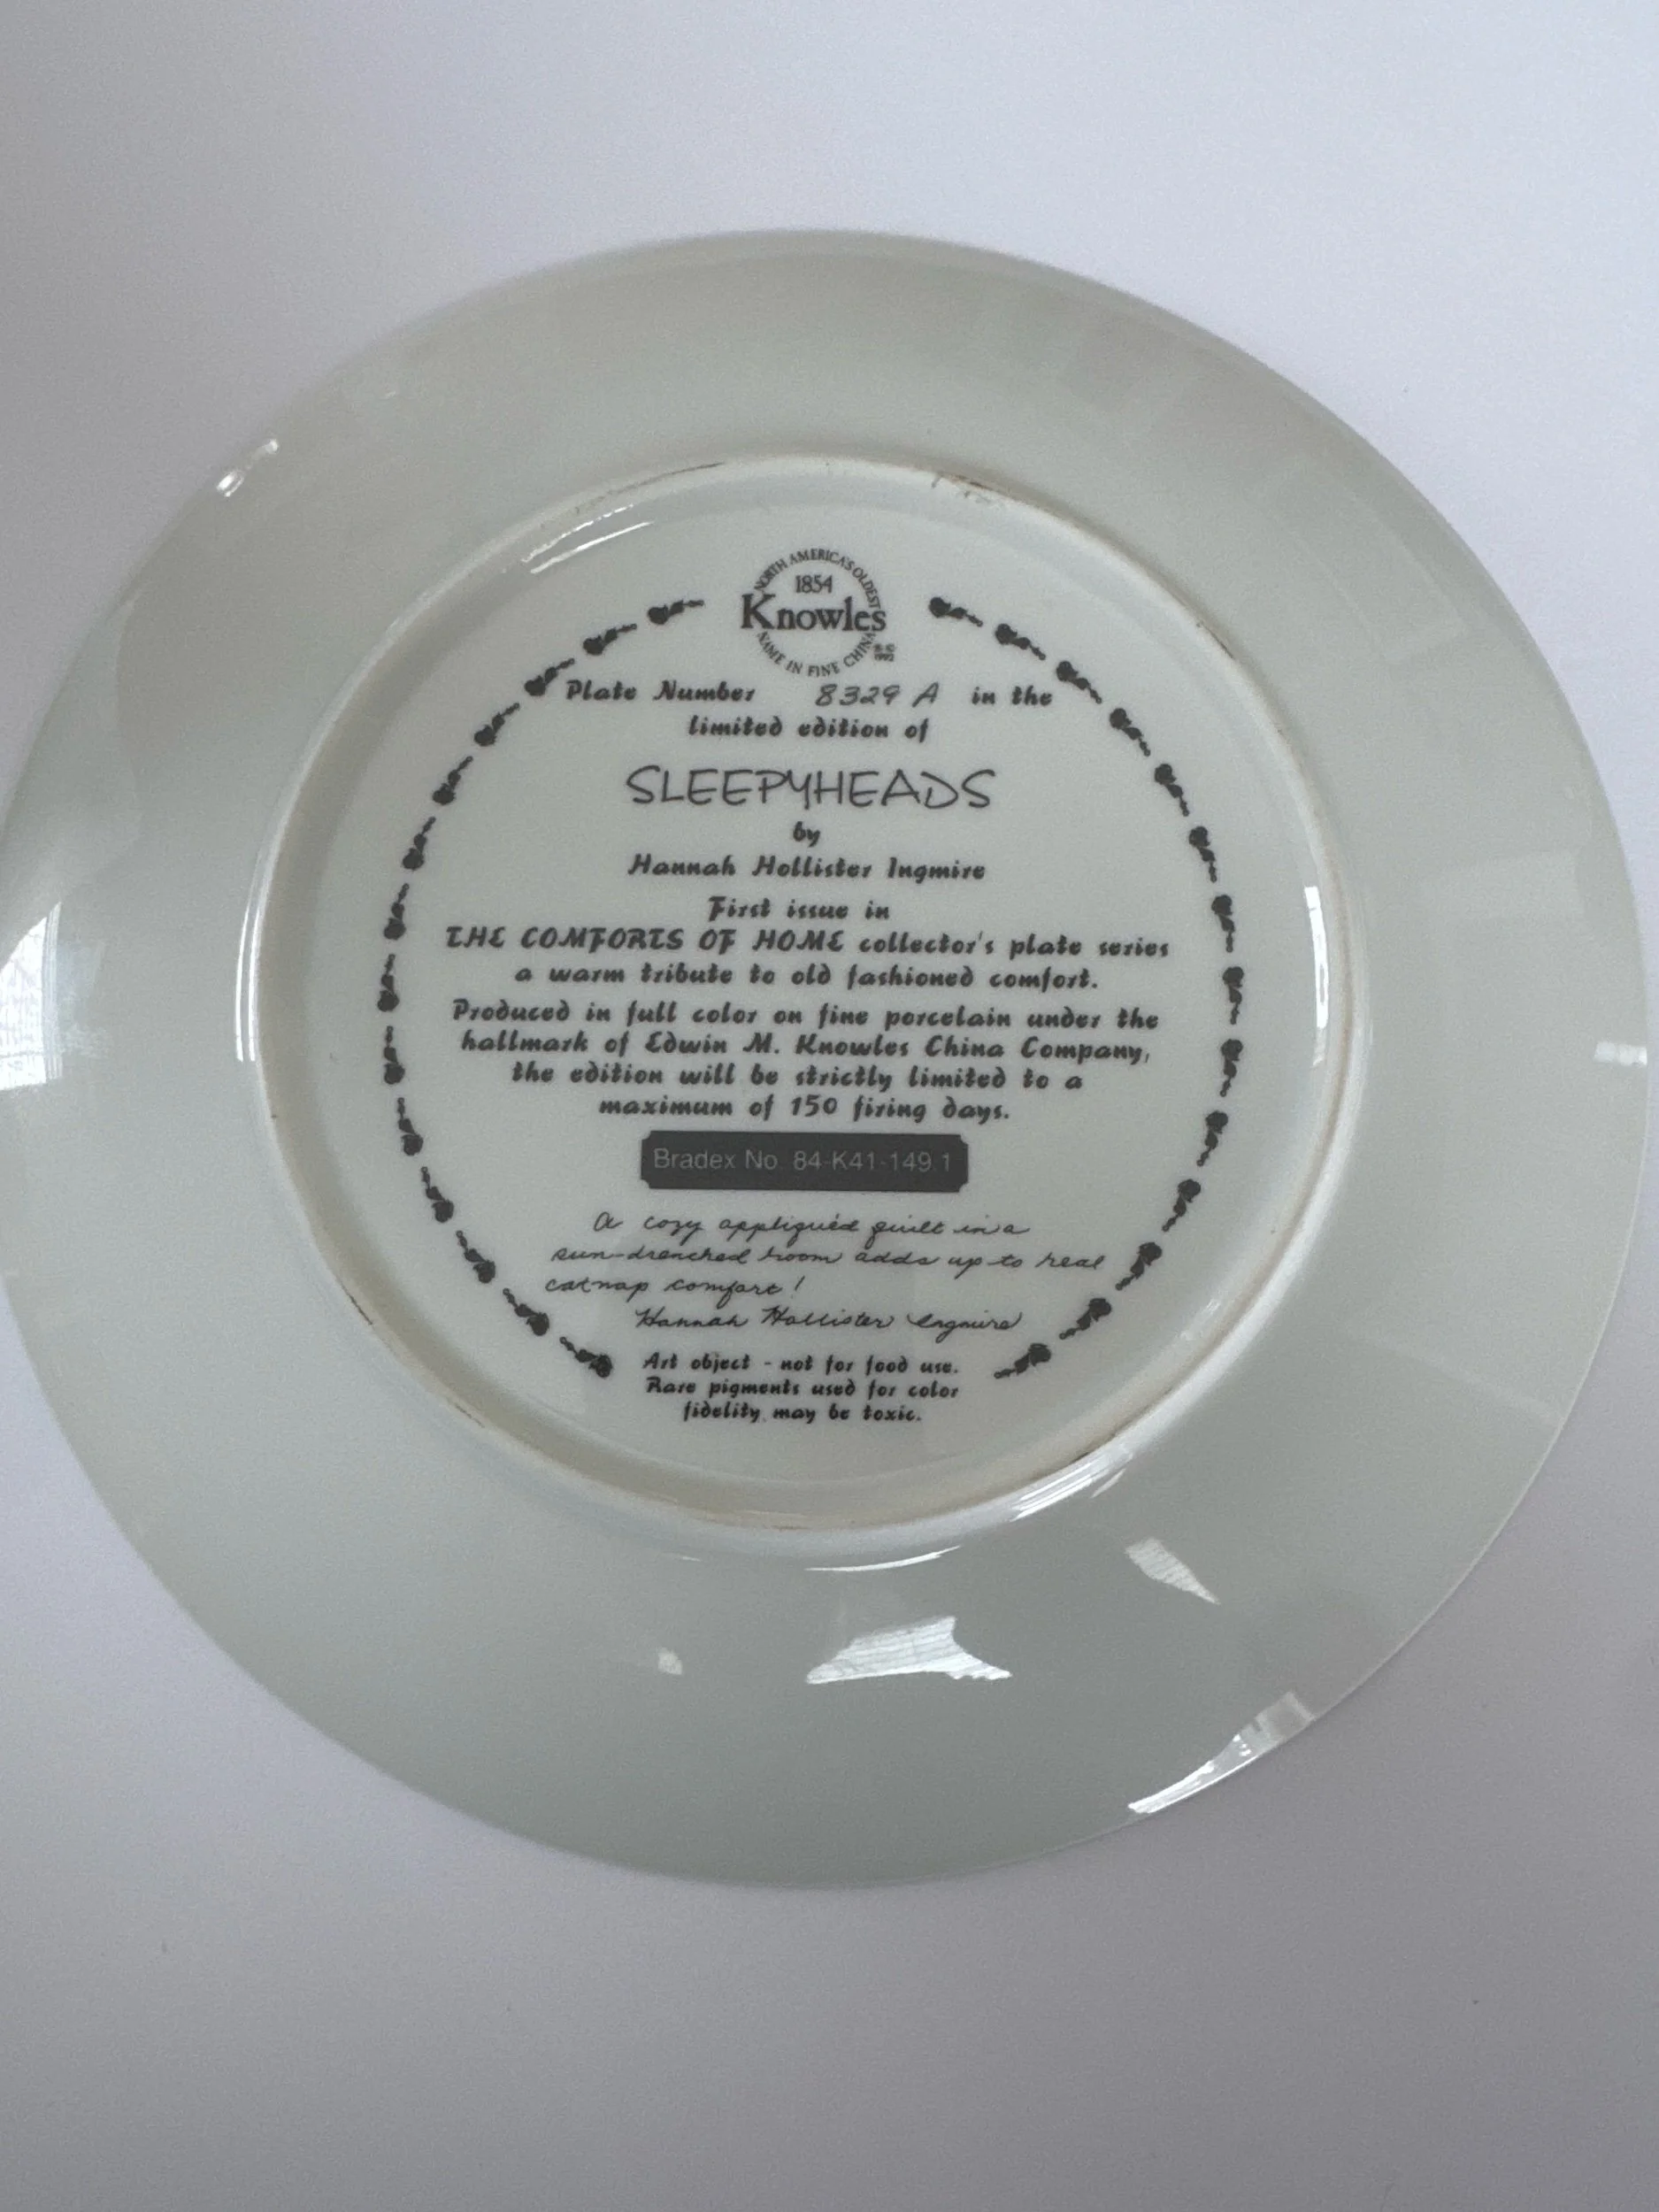 NORTH AMERICA'S OLDEST
1854
Knowles
NAME IN FINE CHINA
Plate Number 8329 A in the
limited edition of
SLEEPYHEADS
by
Hannah Hollister Ingmire
First issue in
THE COMFORTS OF HOME collector's plate series
a warm tribute to old fashioned comfort.
Produced in full color on fine porcelain under the
hallmark of Edwin M. Knowles China Company,
the edition will be strictly limited to a
maximum of 150 firing days.
Bradex No. 84-K41-149.1
A cozy appliquéd quilt in a
sun-drenched room adds up to real
catnap comfort!
Hannah Hollister Ingmire
Art object - not for food use.
Rare pigments used for color
fidelity may be toxic.